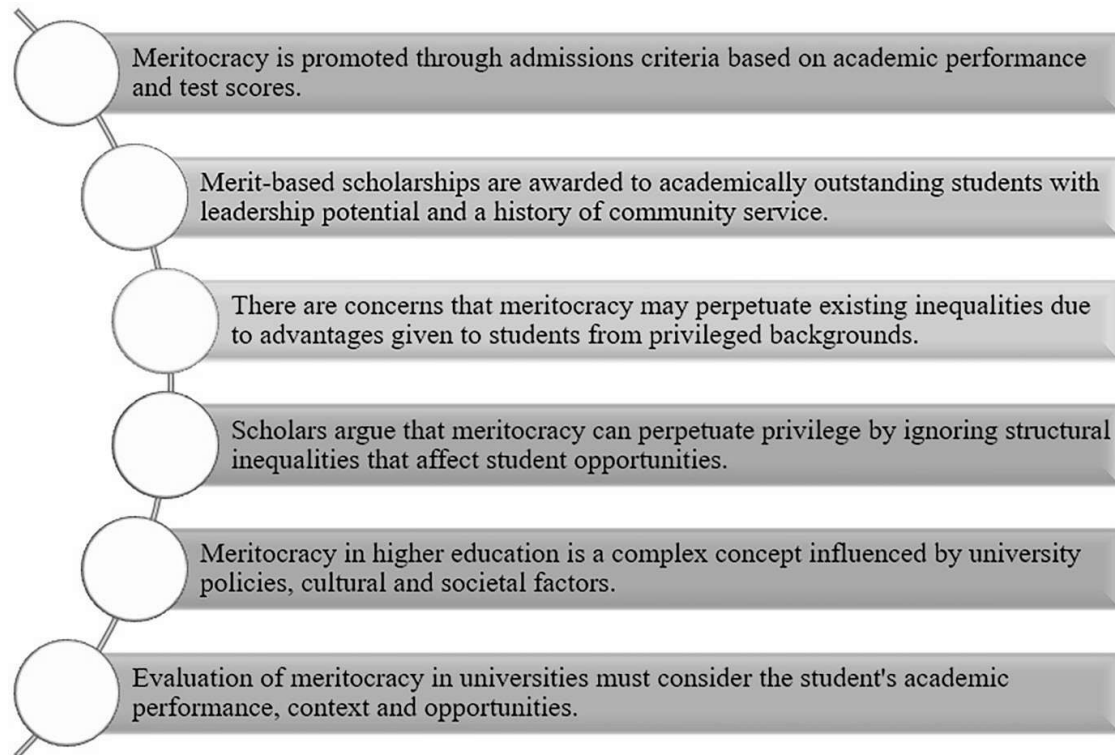 Meritocracy is promoted through admissions criteria based on academic performance
and test scores.
Merit-based scholarships are awarded to academically outstanding students with
leadership potential and a history of community service.
There are concerns that meritocracy may perpetuate existing inequalities due
to advantages given to students from privileged backgrounds.
Scholars argue that meritocracy can perpetuate privilege by ignoring structural
inequalities that affect student opportunities.
Meritocracy in higher education is a complex concept influenced by university
policies, cultural and societal factors.
Evaluation of meritocracy in universities must consider the student's academic
performance, context and opportunities.